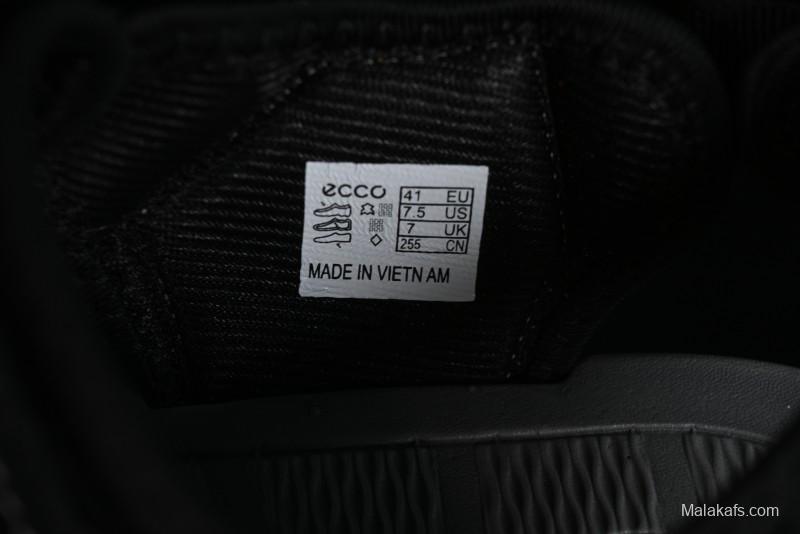 ecco
41 EU
7.5 US
7 UK
255 CN
MADE IN VIETN AM
Malakafs.com